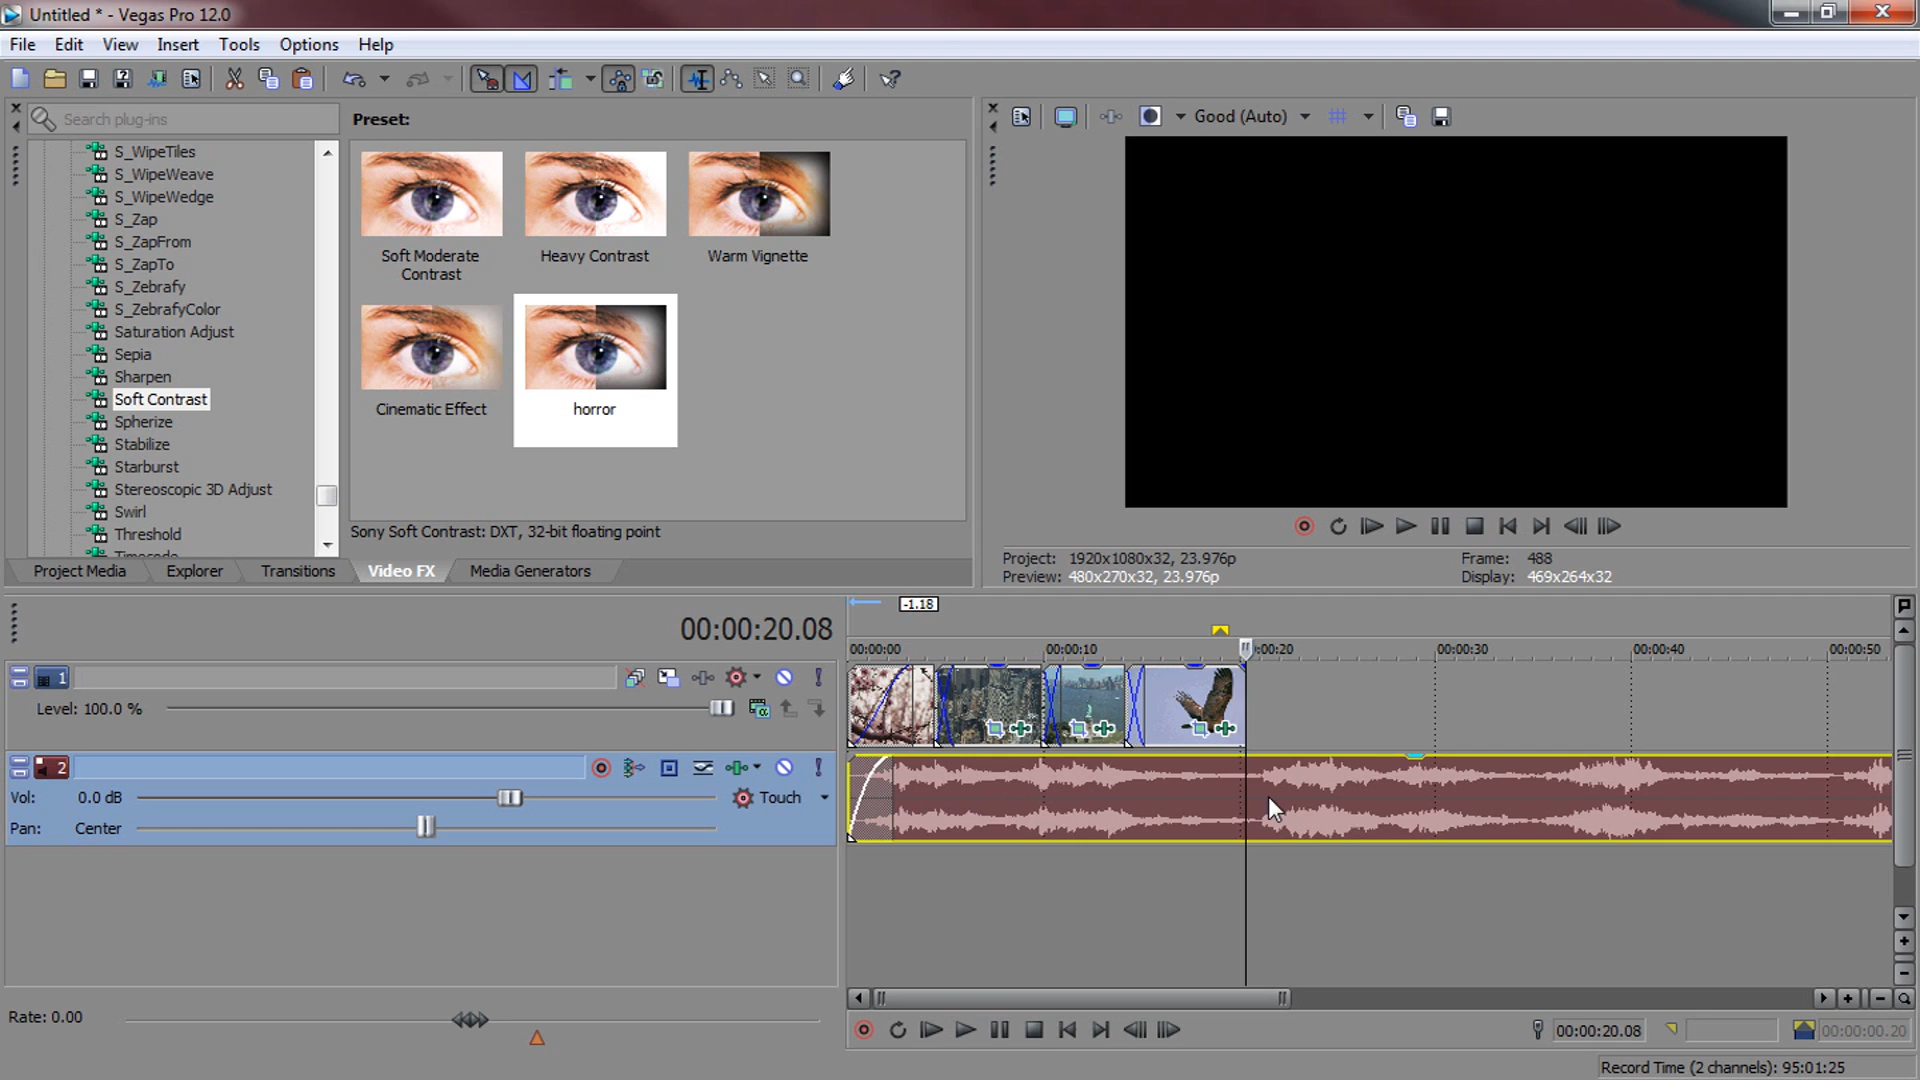 Untitled * - Vegas Pro 12.0
File Edit View Insert Tools Options Help
Search plug-ins
S_WipeTiles
S_WipeWeave
S_WipeWedge
S_Zap
S_ZapFrom
S_ZapTo
S_Zebrafy
S_ZebrafyColor
Saturation Adjust
Sepia
Sharpen
Soft Contrast
Spherize
Stabilize
Starburst
Stereoscopic 3D Adjust
Swirl
Threshold
Timecode
Preset:
Soft Moderate
Contrast
Heavy Contrast
Warm Vignette
Cinematic Effect
horror
Sony Soft Contrast: DXT, 32-bit floating point
Project Media Explorer Transitions Video FX Media Generators
Good (Auto)
Project: 1920x1080x32, 23.976p
Frame: 488
Preview: 480x270x32, 23.976p
Display: 469x264x32
00:00:20.08
-1.18
00:00:00 00:00:10 :00:20 00:00:30 00:00:40 00:00:50
1
Level: 100.0 %
2
Vol: 0.0 dB
Touch
Pan: Center
Rate: 0.00
00:00:20.08
00:00:00.20
Record Time (2 channels): 95:01:25